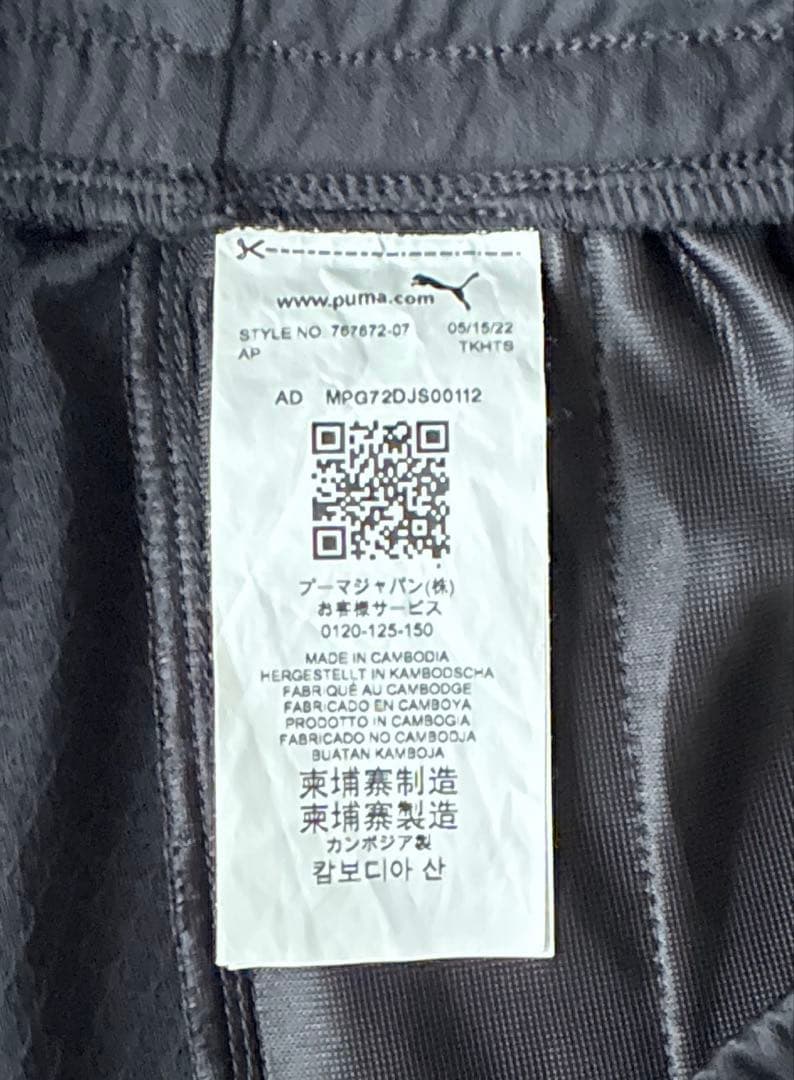 www.puma.com
STYLE NO. 767672-07 05/15/22
AP TKHTS
AD MPG72DJS00112
プーマジャパン(株)
お客様サービス
0120-125-150
MADE IN CAMBODIA
HERGESTELLT IN KAMBODSCHA
FABRIQUÉ AU CAMBODGE
FABRICADO EN CAMBOYA
PRODOTTO IN CAMBOGIA
FABRICADO NO CAMBODJA
BUATAN KAMBOJA
柬埔寨制造
柬埔寨製造
カンボジア製
캄보디아 산